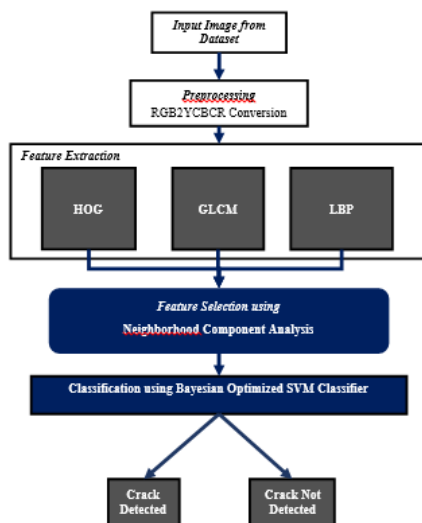 Input Image from
Dataset
Preprocessing
RGB2YCBCR Conversion
Feature Extraction
HOG
GLCM
LBP
Feature Selection using
Neighborhood Component Analysis
Classification using Bayesian Optimized SVM Classifier
Crack
Detected
Crack Not
Detected